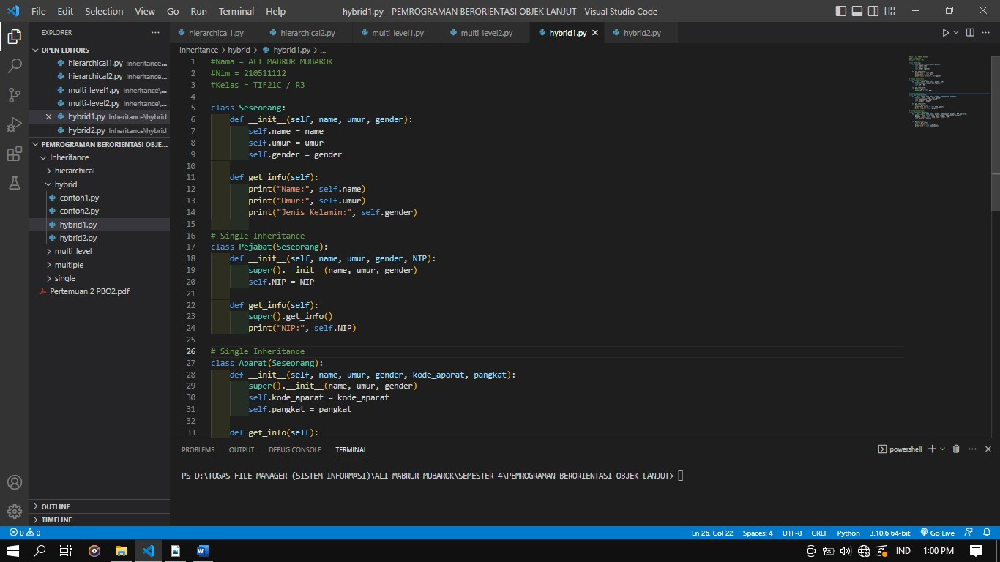 File Edit Selection View Go Run Terminal Help hybrid1.py - PEMROGRAMAN BERORIENTASI OBJEK LANJUT - Visual Studio Code
EXPLORER
OPEN EDITORS
hierarchical1.py Inheritance...
hierarchical2.py Inheritance...
multi-level1.py Inheritance\...
multi-level2.py Inheritance\...
hybrid1.py Inheritance\hybrid
hybrid2.py Inheritance\hybrid
PEMROGRAMAN BERORIENTASI OBJE...
Inheritance
hierarchical
hybrid
contoh1.py
contoh2.py
hybrid1.py
hybrid2.py
multi-level
multiple
single
Pertemuan 2 PBO2.pdf
OUTLINE
TIMELINE
hierarchical1.py hierarchical2.py multi-level1.py multi-level2.py hybrid1.py hybrid2.py
Inheritance > hybrid > hybrid1.py > ...
1 #Nama = ALI MABRUR MUBAROK
2 #Nim = 210511112
3 #Kelas = TIF21C / R3
4
5 class Seseorang:
6 def __init__(self, name, umur, gender):
7 self.name = name
8 self.umur = umur
9 self.gender = gender
10
11 def get_info(self):
12 print("Name:", self.name)
13 print("Umur:", self.umur)
14 print("Jenis Kelamin:", self.gender)
15
16 # Single Inheritance
17 class Pejabat(Seseorang):
18 def __init__(self, name, umur, gender, NIP):
19 super().__init__(name, umur, gender)
20 self.NIP = NIP
21
22 def get_info(self):
23 super().get_info()
24 print("NIP:", self.NIP)
25
26 # Single Inheritance
27 class Aparat(Seseorang):
28 def __init__(self, name, umur, gender, kode_aparat, pangkat):
29 super().__init__(name, umur, gender)
30 self.kode_aparat = kode_aparat
31 self.pangkat = pangkat
32
33 def get_info(self):
PROBLEMS OUTPUT DEBUG CONSOLE TERMINAL powershell
PS D:\TUGAS FILE MANAGER (SISTEM INFORMASI)\ALI MABRUR MUBAROK\SEMESTER 4\PEMROGRAMAN BERORIENTASI OBJEK LANJUT>
0 0 Ln 26, Col 22 Spaces: 4 UTF-8 CRLF Python 3.10.6 64-bit Go Live
IND 1:00 PM